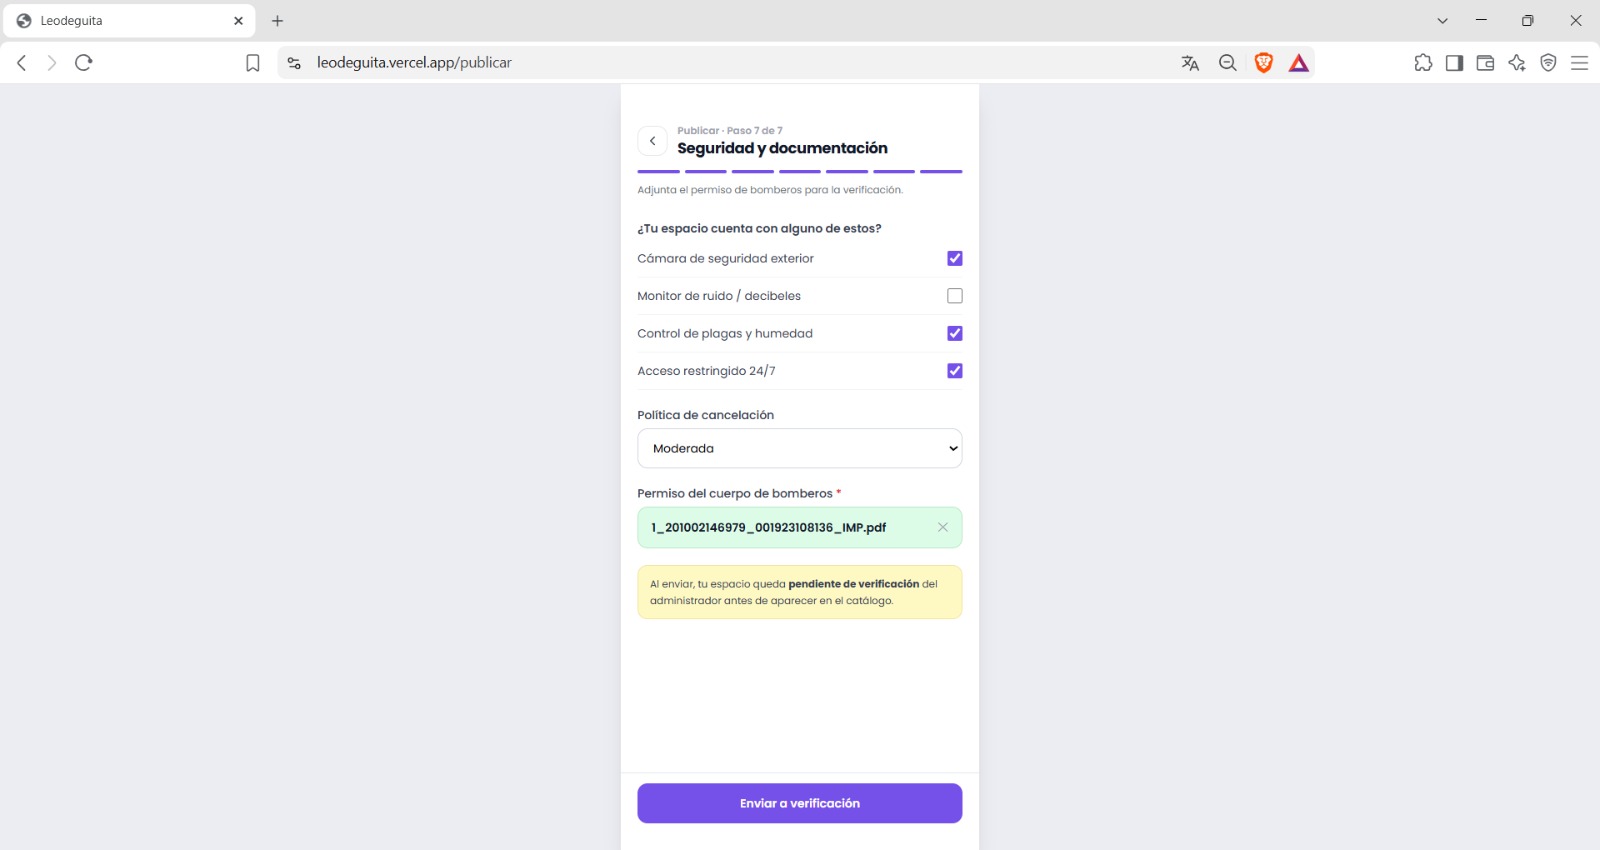 Leodeguita
leodeguita.vercel.app/publicar
Publicar · Paso 7 de 7
Seguridad y documentación
Adjunta el permiso de bomberos para la verificación.
¿Tu espacio cuenta con alguno de estos?
Cámara de seguridad exterior
Monitor de ruido / decibeles
Control de plagas y humedad
Acceso restringido 24/7
Política de cancelación
Moderada
Permiso del cuerpo de bomberos *
1_201002146979_001923108136_IMP.pdf
Al enviar, tu espacio queda pendiente de verificación del
administrador antes de aparecer en el catálogo.
Enviar a verificación